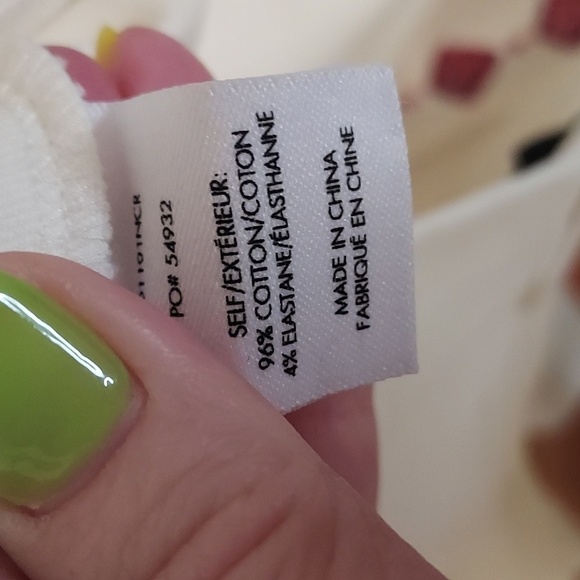 PO# 54932
SELF/EXTÉRIEUR:
96% COTTON/COTON
4% ELASTANE/ÉLASTHANNE
MADE IN CHINA
FABRIQUÉ EN CHINE